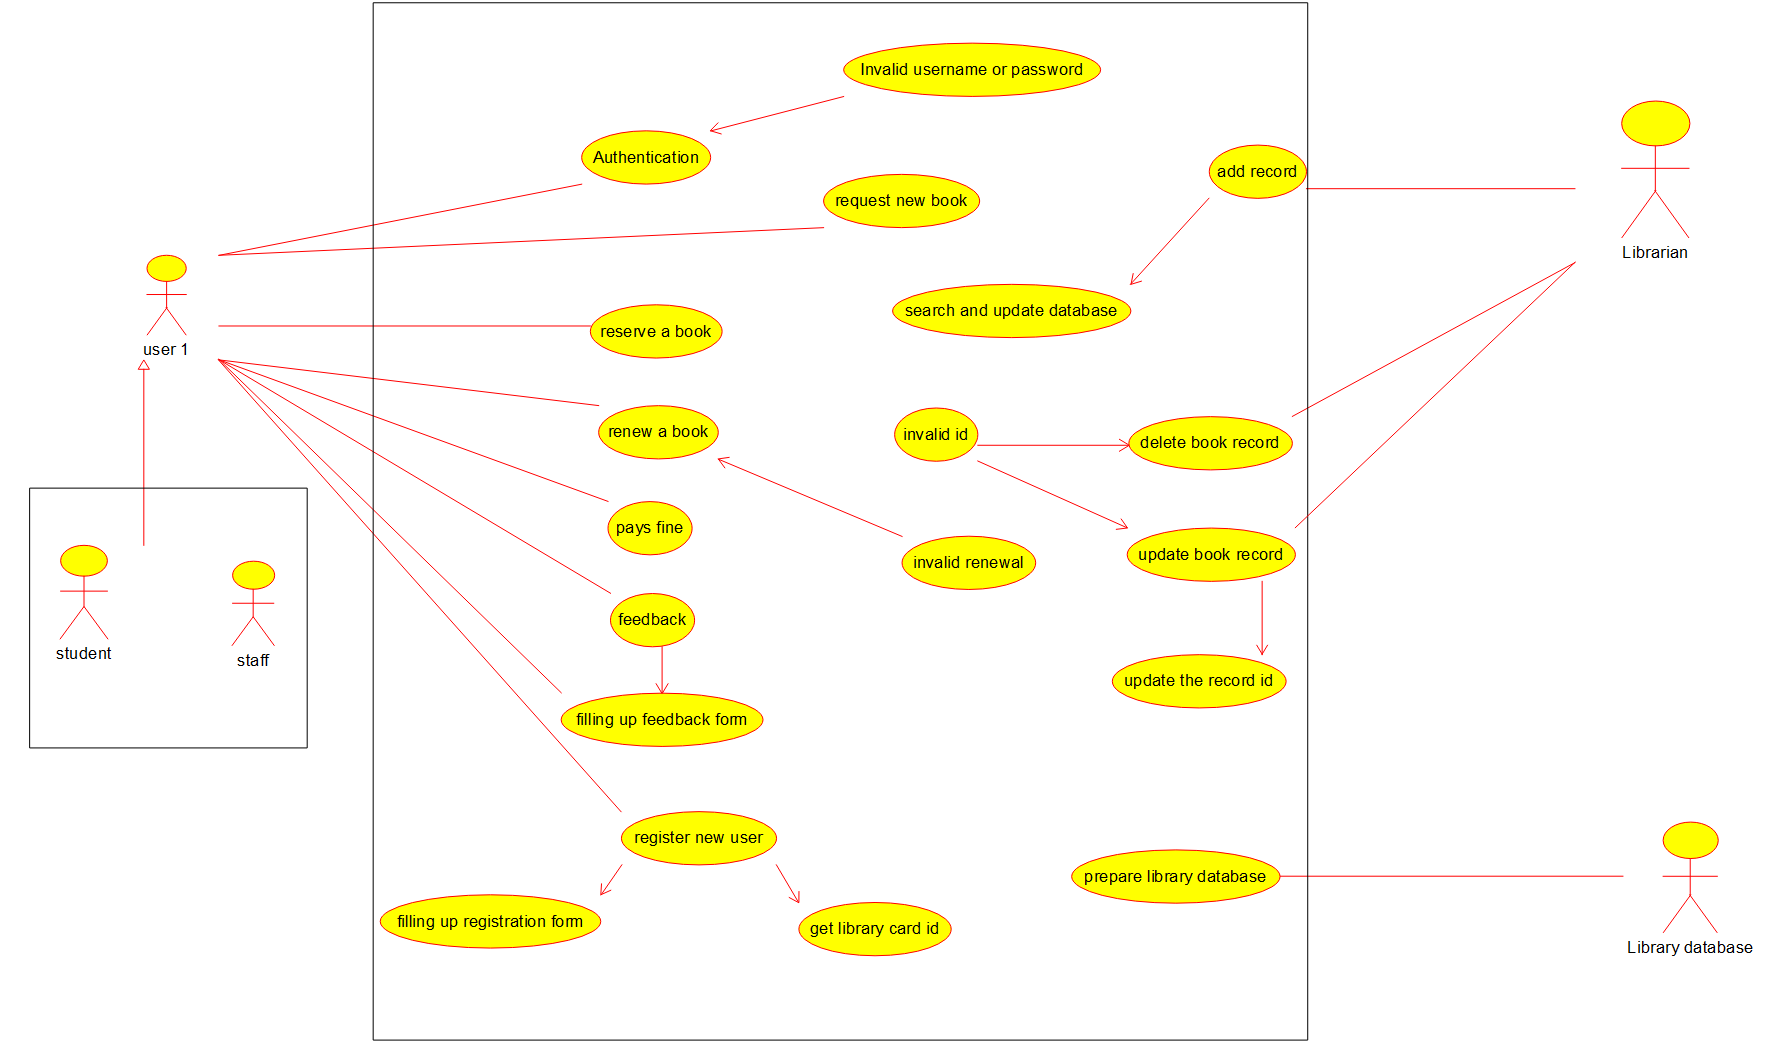 Invalid username or password
Authentication
add record
request new book
Librarian
search and update database
reserve a book
user 1
renew a book
invalid id
delete book record
pays fine
invalid renewal
update book record
feedback
student
staff
update the record id
filling up feedback form
register new user
prepare library database
filling up registration form
get library card id
Library database